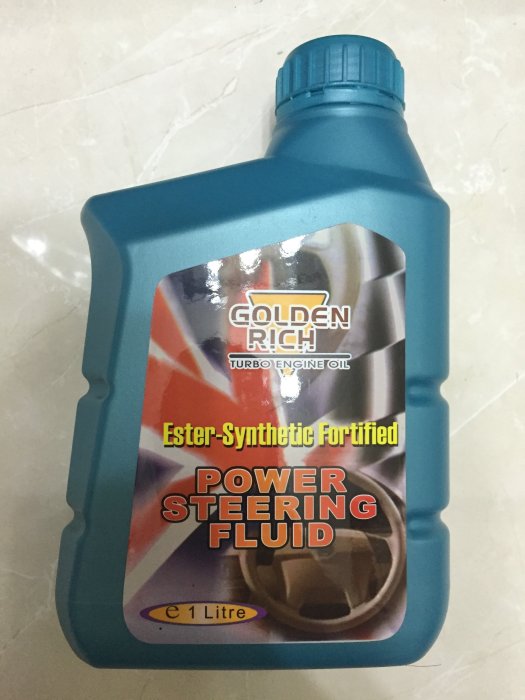 GOLDEN
RICH
TURBO ENGINE OIL
Ester-Synthetic Fortified
POWER
STEERING
FLUID
e 1 Litre